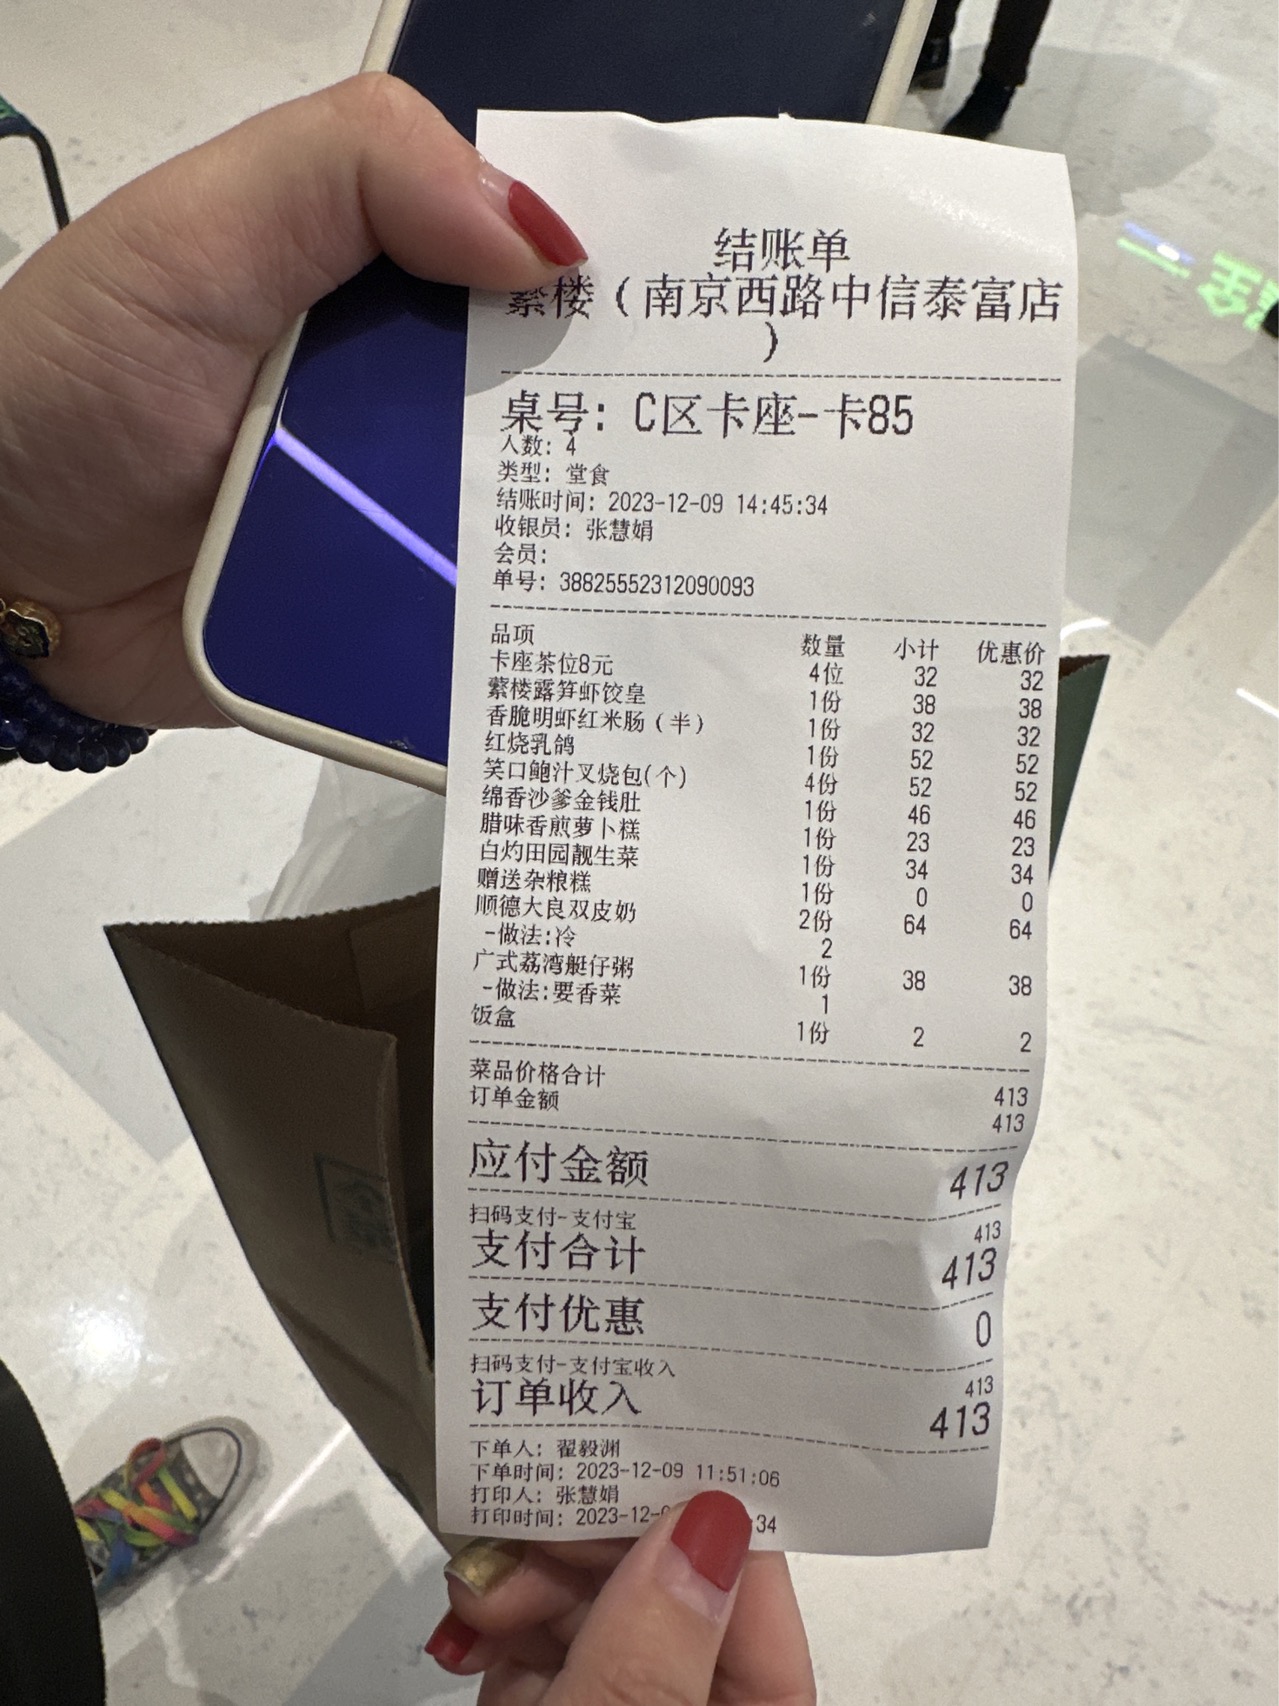 结账单
蘩楼（南京西路中信泰富店
）
桌号: C区卡座-卡85
人数: 4
类型: 堂食
结账时间: 2023-12-09 14:45:34
收银员: 张慧娟
会员:
单号: 38825552312090093
品项 数量 小计 优惠价
卡座茶位8元 4位 32 32
蘩楼露笋虾饺皇 1份 38 38
香脆明虾红米肠（半） 1份 32 32
红烧乳鸽 1份 52 52
笑口鲍汁叉烧包(个) 4份 52 52
绵香沙爹金钱肚 1份 46 46
腊味香煎萝卜糕 1份 23 23
白灼田园靓生菜 1份 34 34
赠送杂粮糕 1份 0 0
顺德大良双皮奶 2份 64 64
-做法:冷 2
广式荔湾艇仔粥 1份 38 38
-做法:要香菜 1
饭盒 1份 2 2
菜品价格合计 413
订单金额 413
应付金额 413
扫码支付-支付宝 413
支付合计 413
支付优惠 0
扫码支付-支付宝收入 413
订单收入 413
下单人: 翟毅渊
下单时间: 2023-12-09 11:51:06
打印人: 张慧娟
打印时间: 2023-12-0 :34